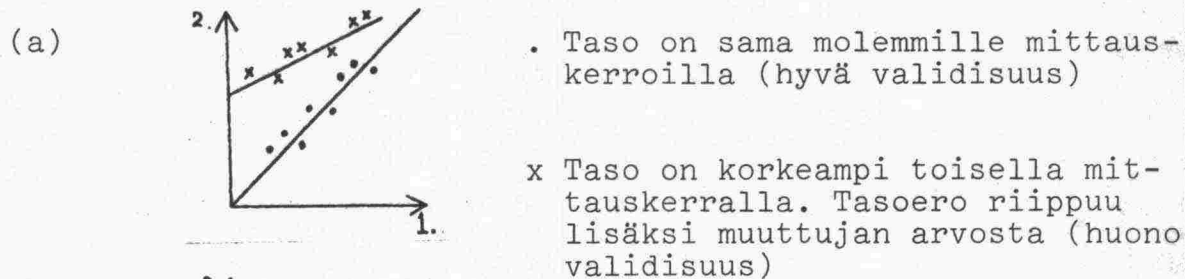 (a)
2.
1.
. Taso on sama molemmille mittaus-
kerroilla (hyvä validisuus)
x Taso on korkeampi toisella mit-
tauskerralla. Tasoero riippuu
lisäksi muuttujan arvosta (huono
validisuus)